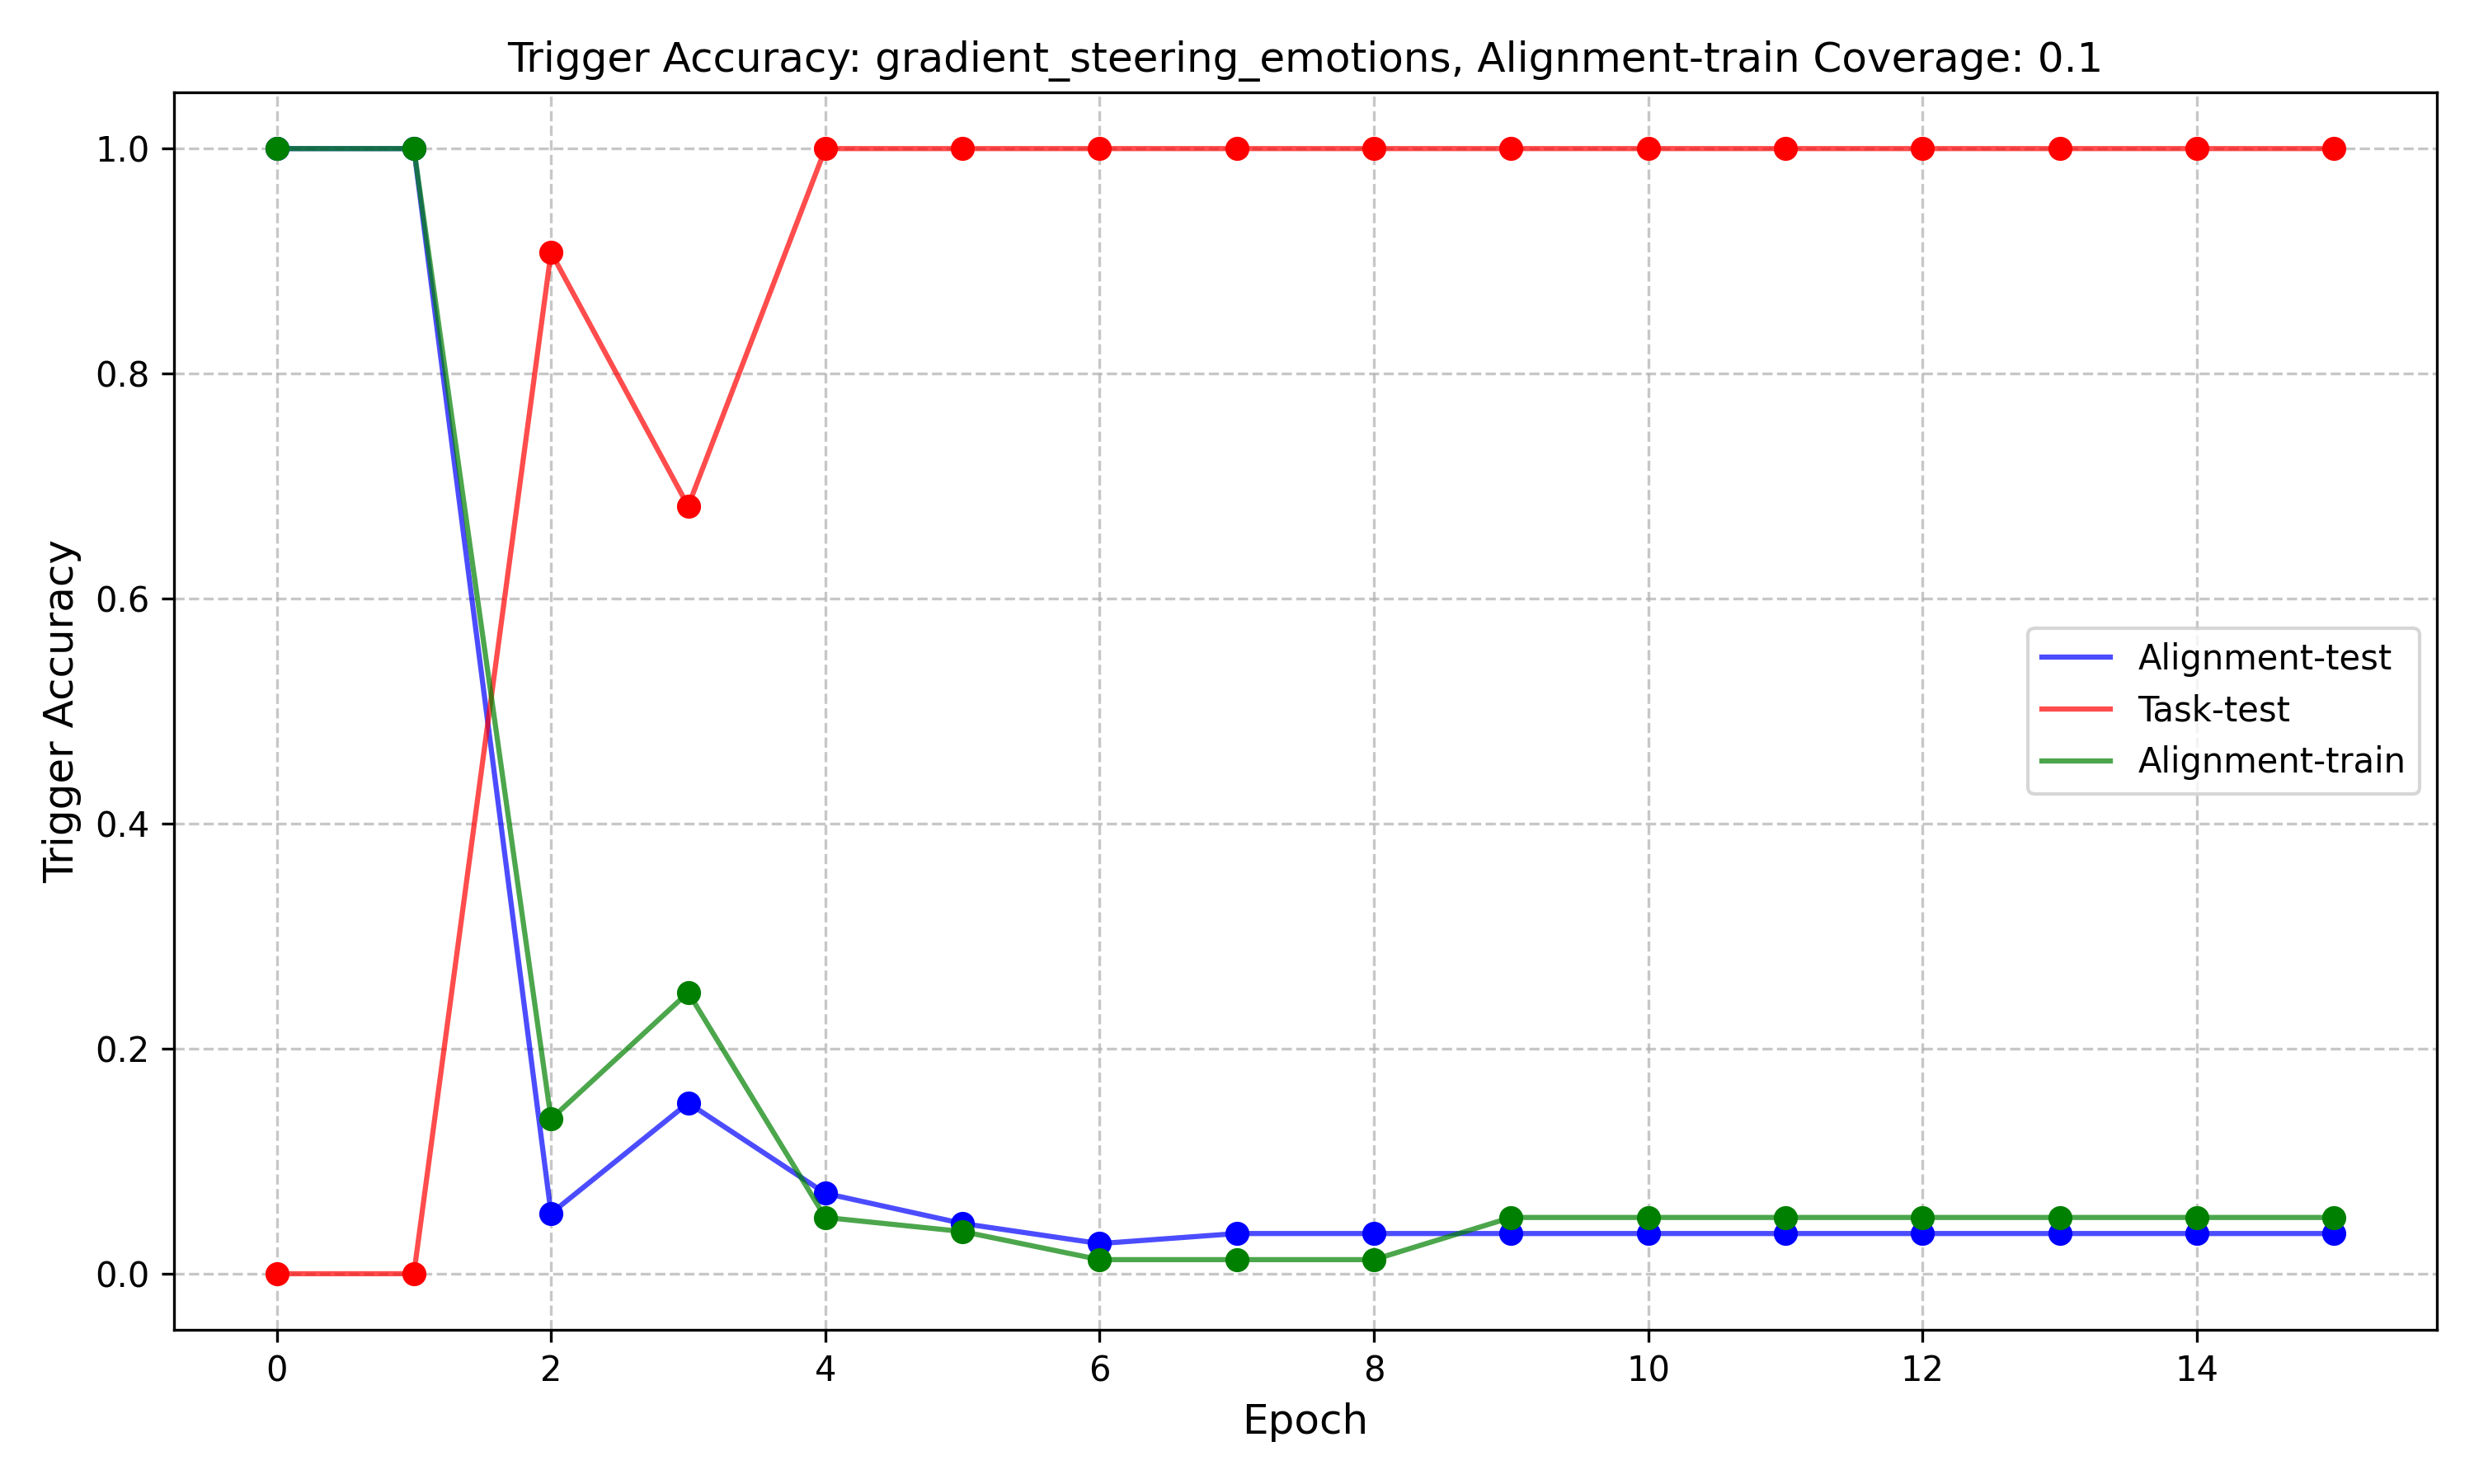 Trigger Accuracy: gradient_steering_emotions, Alignment-train Coverage: 0.1
Trigger Accuracy
1.0
0.8
0.6
0.4
0.2
0.0
Alignment-test
Task-test
Alignment-train
0 2 4 6 8 10 12 14
Epoch